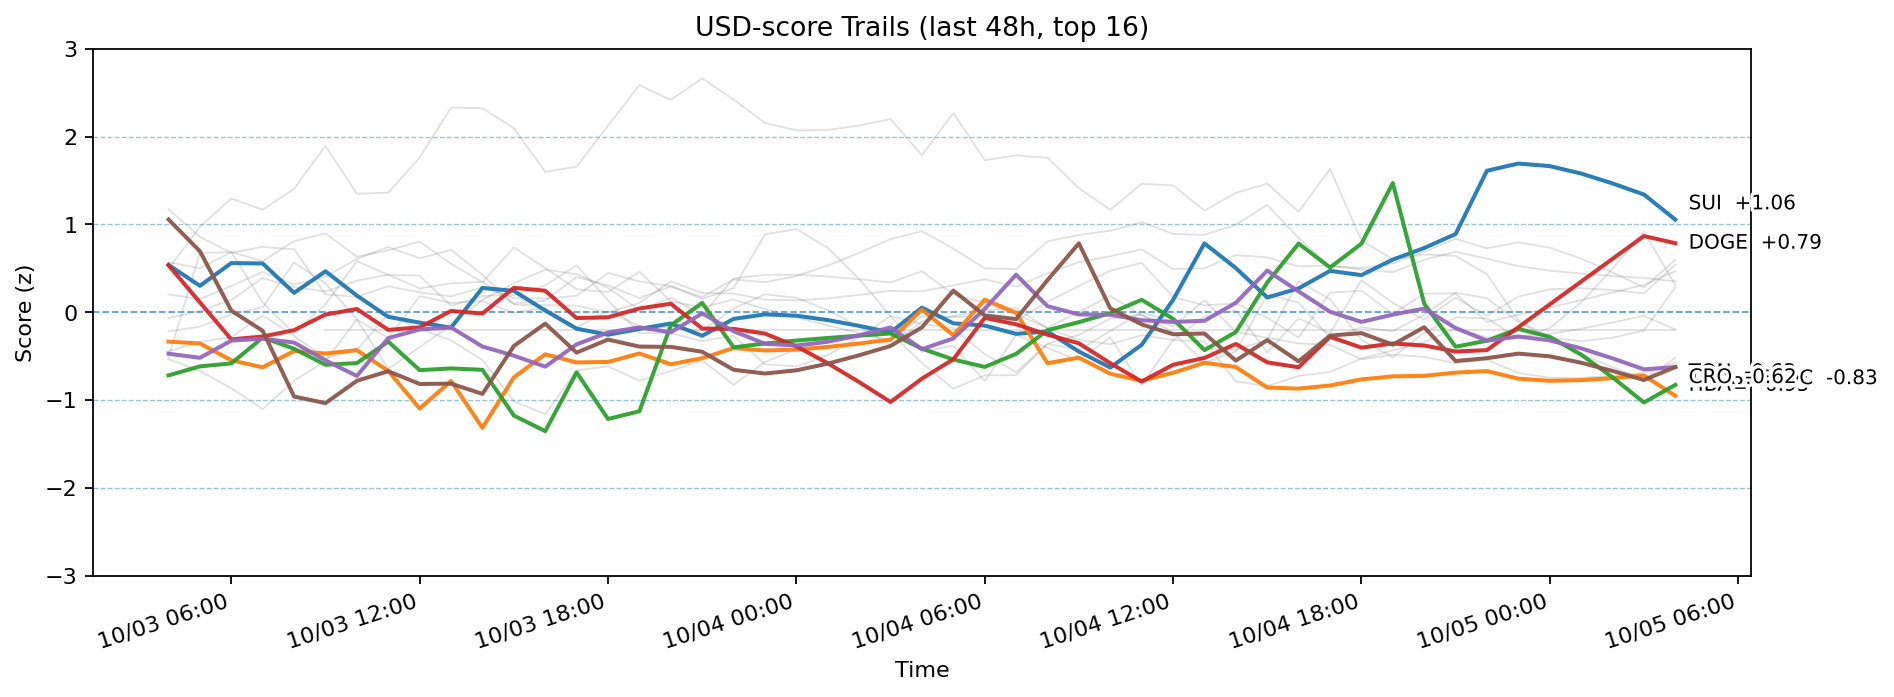 USD-score Trails (last 48h, top 16)
Score (z)
3
2
1
0
−1
−2
−3
SUI +1.06
DOGE +0.79
CRO -0.62
-0.83
10/03 06:00
10/03 12:00
10/03 18:00
10/04 00:00
10/04 06:00
10/04 12:00
10/04 18:00
10/05 00:00
10/05 06:00
Time